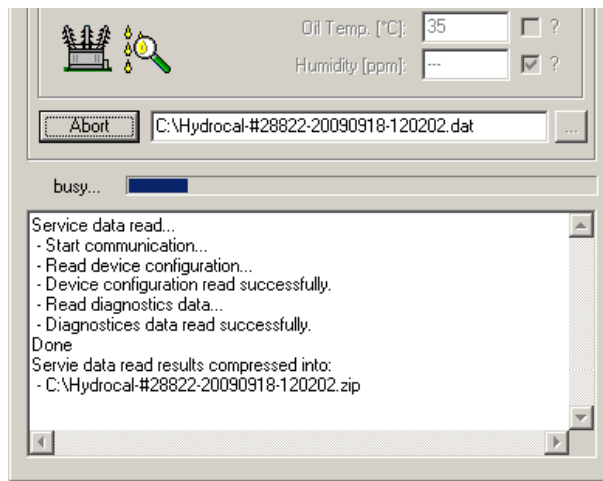 Oil Temp. [°C]: 35 ?
Humidity [ppm]: --- ?
Abort C:\Hydrocal-#28822-20090918-120202.dat ...
busy...
Service data read...
- Start communication...
- Read device configuration...
- Device configuration read successfully.
- Read diagnostics data...
- Diagnostices data read successfully.
Done
Servie data read results compressed into:
- C:\Hydrocal-#28822-20090918-120202.zip